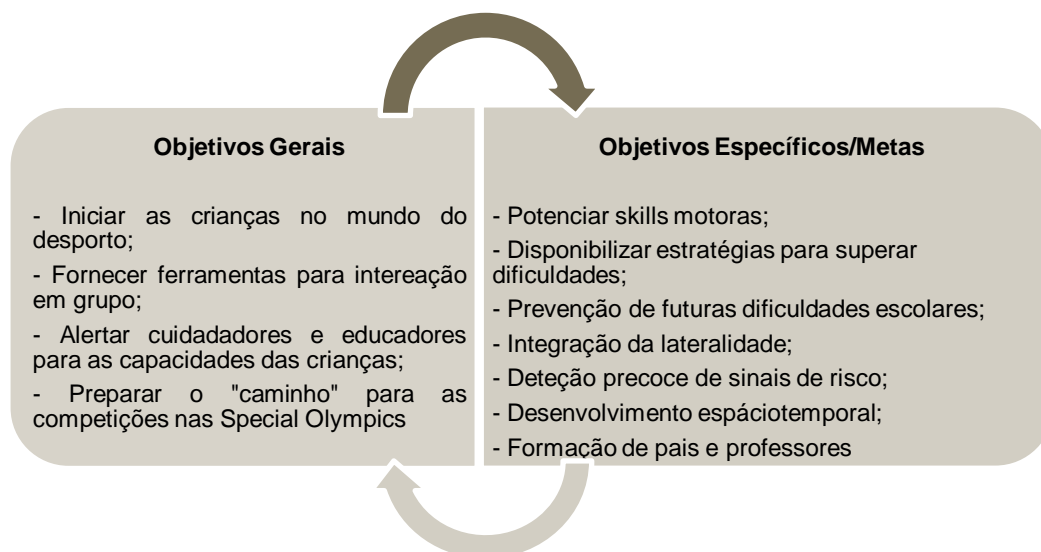 Objetivos Gerais
- Iniciar as crianças no mundo do
desporto;
- Fornecer ferramentas para intereação
em grupo;
- Alertar cuidadadores e educadores
para as capacidades das crianças;
- Preparar o "caminho" para as
competições nas Special Olympics
Objetivos Específicos/Metas
- Potenciar skills motoras;
- Disponibilizar estratégias para superar
dificuldades;
- Prevenção de futuras dificuldades escolares;
- Integração da lateralidade;
- Deteção precoce de sinais de risco;
- Desenvolvimento espáciotemporal;
- Formação de pais e professores